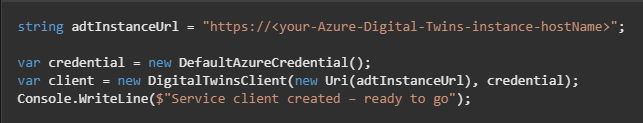 string adtInstanceUrl = "https://<your-Azure-Digital-Twins-instance-hostName>";
var credential = new DefaultAzureCredential();
var client = new DigitalTwinsClient(new Uri(adtInstanceUrl), credential);
Console.WriteLine($"Service client created – ready to go");